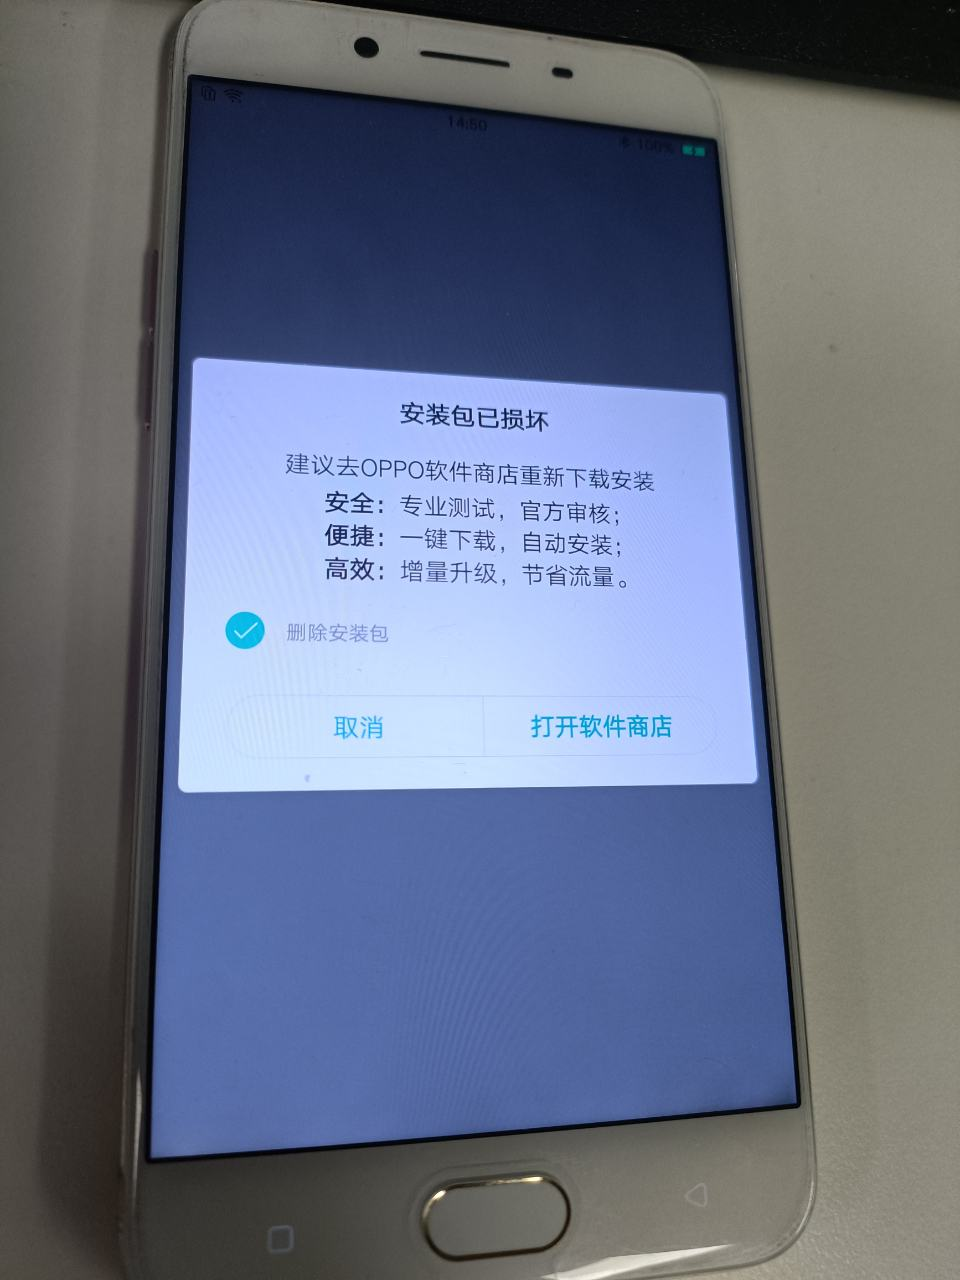 14:50
100%
安装包已损坏
建议去OPPO软件商店重新下载安装
安全：专业测试，官方审核；
便捷：一键下载，自动安装；
高效：增量升级，节省流量。
删除安装包
取消 打开软件商店